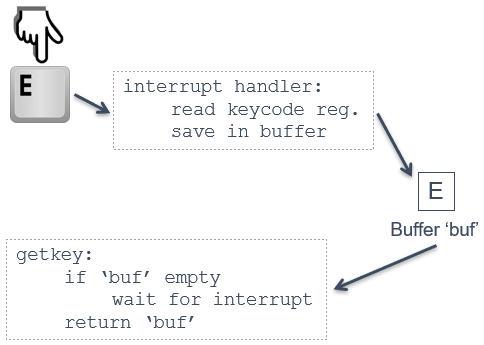 E
interrupt handler:
read keycode reg.
save in buffer
E
Buffer ‘buf’
getkey:
if ‘buf’ empty
wait for interrupt
return ‘buf’